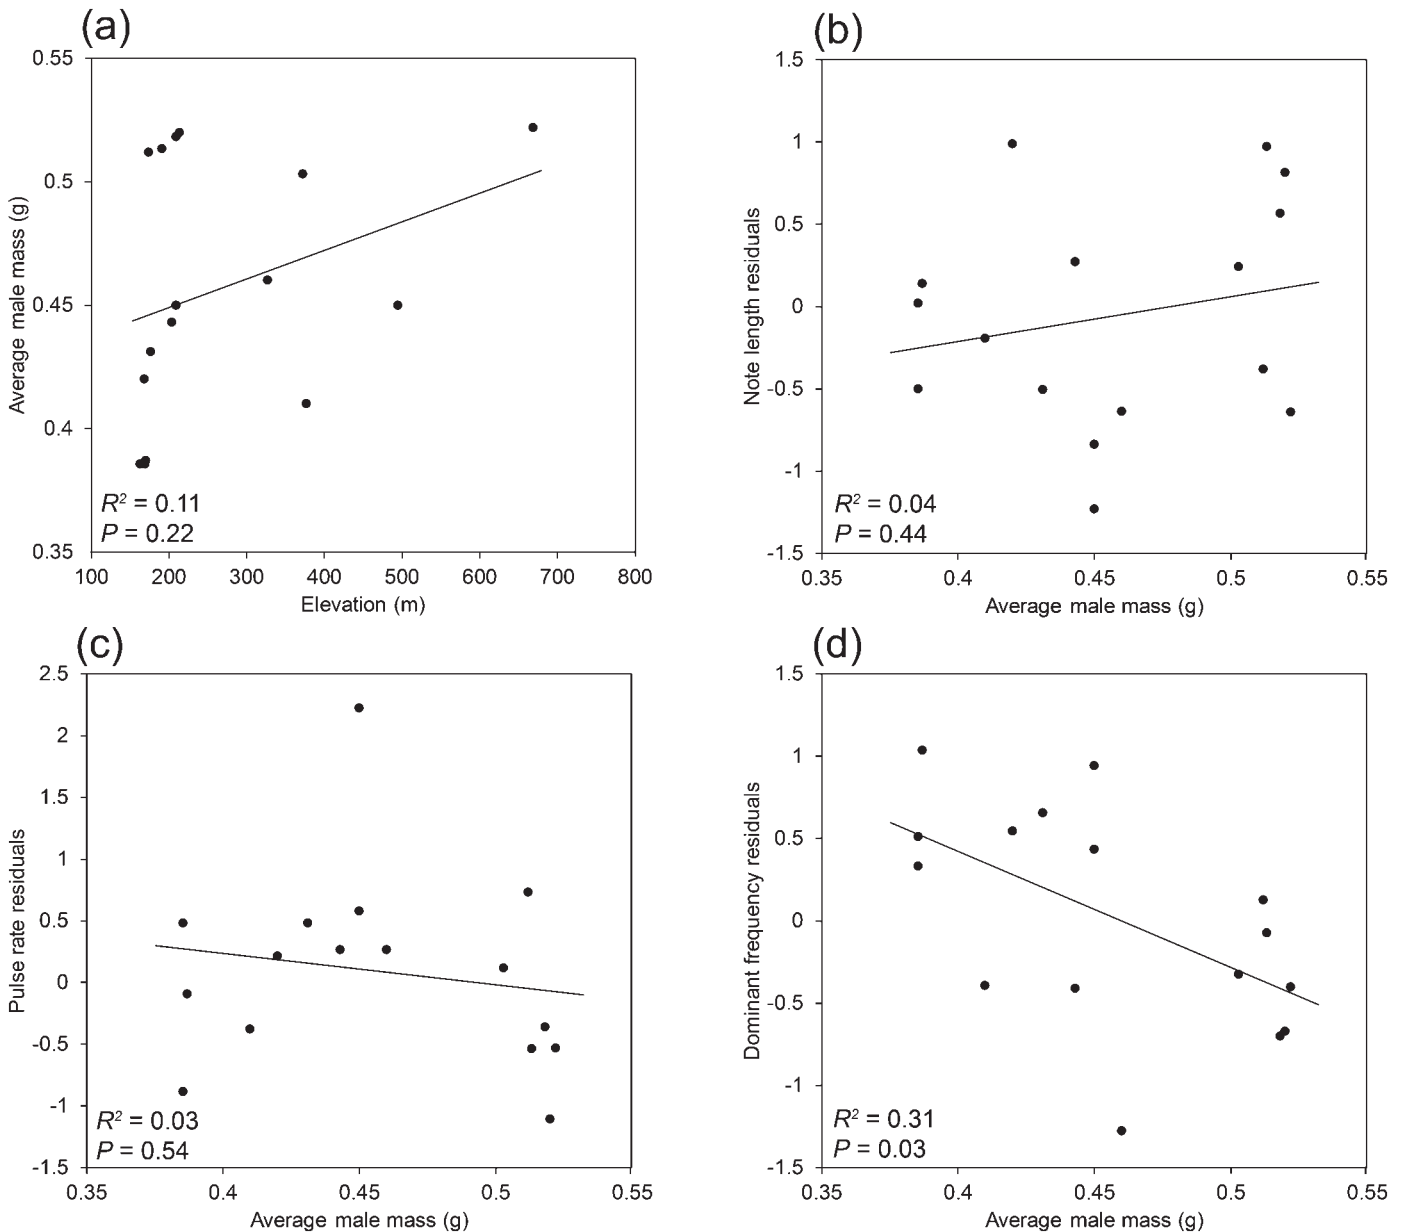 (a)
0.55
0.5
0.45
0.4
0.35
Average male mass (g)
R² = 0.11
P = 0.22
100 200 300 400 500 600 700 800
Elevation (m)
(b)
1.5
1
0.5
0
-0.5
-1
-1.5
Note length residuals
R² = 0.04
P = 0.44
0.35 0.4 0.45 0.5 0.55
Average male mass (g)
(c)
2.5
2
1.5
1
0.5
0
-0.5
-1
-1.5
Pulse rate residuals
R² = 0.03
P = 0.54
0.35 0.4 0.45 0.5 0.55
Average male mass (g)
(d)
1.5
1
0.5
0
-0.5
-1
-1.5
Dominant frequency residuals
R² = 0.31
P = 0.03
0.35 0.4 0.45 0.5 0.55
Average male mass (g)